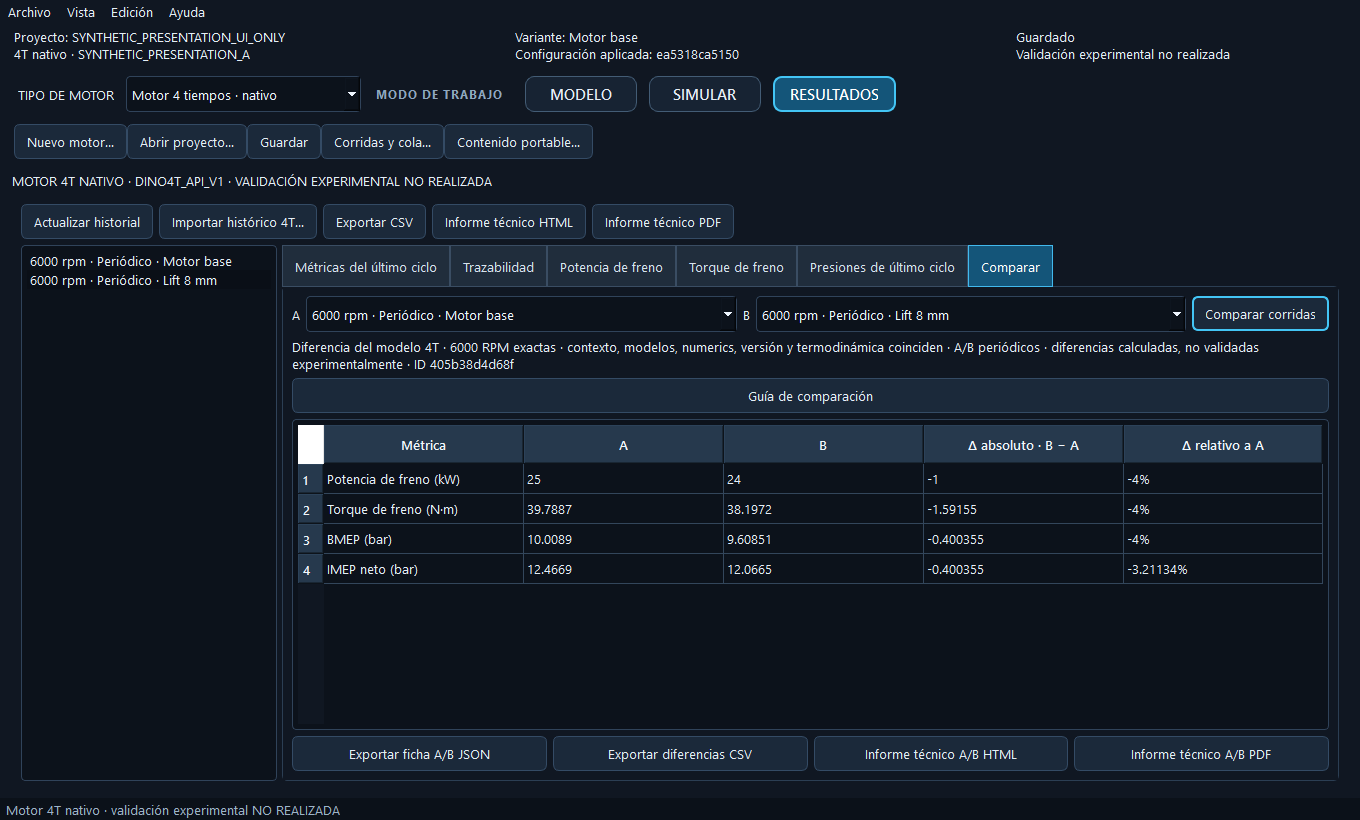 Archivo Vista Edición Ayuda
Proyecto: SYNTHETIC_PRESENTATION_UI_ONLY Variante: Motor base Guardado
4T nativo · SYNTHETIC_PRESENTATION_A Configuración aplicada: ea5318ca5150 Validación experimental no realizada
TIPO DE MOTOR Motor 4 tiempos · nativo MODO DE TRABAJO MODELO SIMULAR RESULTADOS
Nuevo motor... Abrir proyecto... Guardar Corridas y cola... Contenido portable...
MOTOR 4T NATIVO · DINO4T_API_V1 · VALIDACIÓN EXPERIMENTAL NO REALIZADA
Actualizar historial Importar histórico 4T... Exportar CSV Informe técnico HTML Informe técnico PDF
6000 rpm · Periódico · Motor base
6000 rpm · Periódico · Lift 8 mm
Métricas del último ciclo Trazabilidad Potencia de freno Torque de freno Presiones de último ciclo Comparar
A 6000 rpm · Periódico · Motor base B 6000 rpm · Periódico · Lift 8 mm Comparar corridas
Diferencia del modelo 4T · 6000 RPM exactas · contexto, modelos, numerics, versión y termodinámica coinciden · A/B periódicos · diferencias calculadas, no validadas
experimentalmente · ID 405b38d4d68f
Guía de comparación
Métrica A B Δ absoluto · B − A Δ relativo a A
1 Potencia de freno (kW) 25 24 -1 -4%
2 Torque de freno (N·m) 39.7887 38.1972 -1.59155 -4%
3 BMEP (bar) 10.0089 9.60851 -0.400355 -4%
4 IMEP neto (bar) 12.4669 12.0665 -0.400355 -3.21134%
Exportar ficha A/B JSON Exportar diferencias CSV Informe técnico A/B HTML Informe técnico A/B PDF
Motor 4T nativo · validación experimental NO REALIZADA